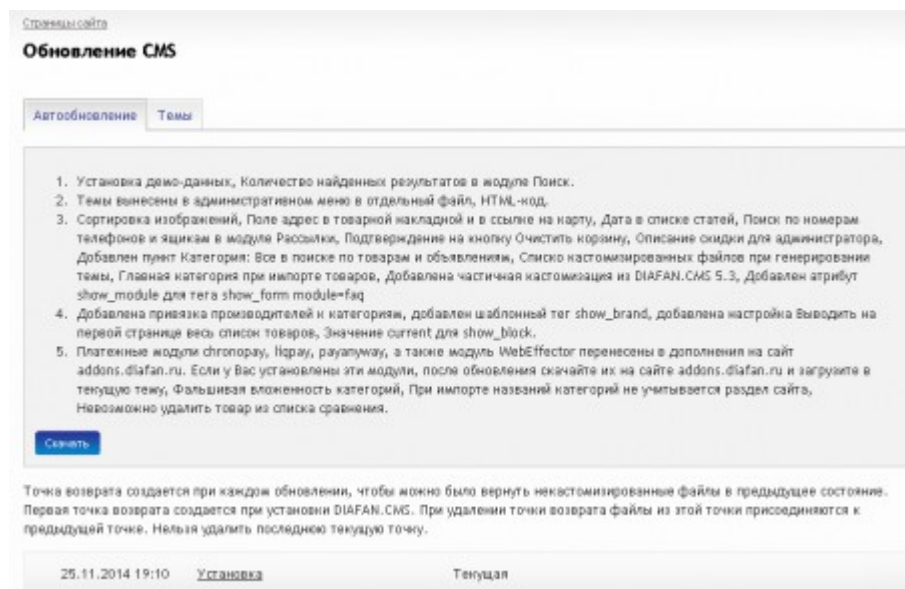 Страницы сайта
Обновление CMS
Автообновление Темы
1. Установка демо-данных, Количество найденных результатов в модуле Поиск.
2. Темы вынесены в административном меню в отдельный файл, HTML-код.
3. Сортировка изображений, Поле адрес в товарной накладной и в ссылке на карту, Дата в списке статей, Поиск по номерам
телефонов и ящикам в модуле Рассылки, Подтверждение на кнопку Очистить корзину, Описание скидки для администратора,
Добавлен пункт Категория: Все в поиске по товарам и объявлениям, Списко кастомизированных файлов при генерировании
темы, Главная категория при импорте товаров, Добавлена частичная кастомизация из DIAFAN.CMS 5.3, Добавлен атрибут
show_module для тега show_form module=faq
4. Добавлена привязка производителей к категориям, добавлен шаблонный тег show_brand, добавлена настройка Выводить на
первой странице весь список товаров, Значение current для show_block.
5. Платежные модули chronopay, liqpay, payanyway, а также модуль WebEffector перенесены в дополнения на сайт
addons.diafan.ru. Если у Вас установлены эти модули, после обновления скачайте их на сайте addons.diafan.ru и загрузите в
текущую тему, Фальшивая вложенность категорий, При импорте названий категорий не учитывается раздел сайта,
Невозможно удалить товар из списка сравнения.
Скачать
Точка возврата создается при каждом обновлении, чтобы можно было вернуть некастомизированные файлы в предыдущее состояние.
Первая точка возврата создается при установки DIAFAN.CMS. При удалении точки возврата файлы из этой точки присоединяются к
предыдущей точке. Нельзя удалить последнюю текущую точку.
25.11.2014 19:10 Установка Текущая